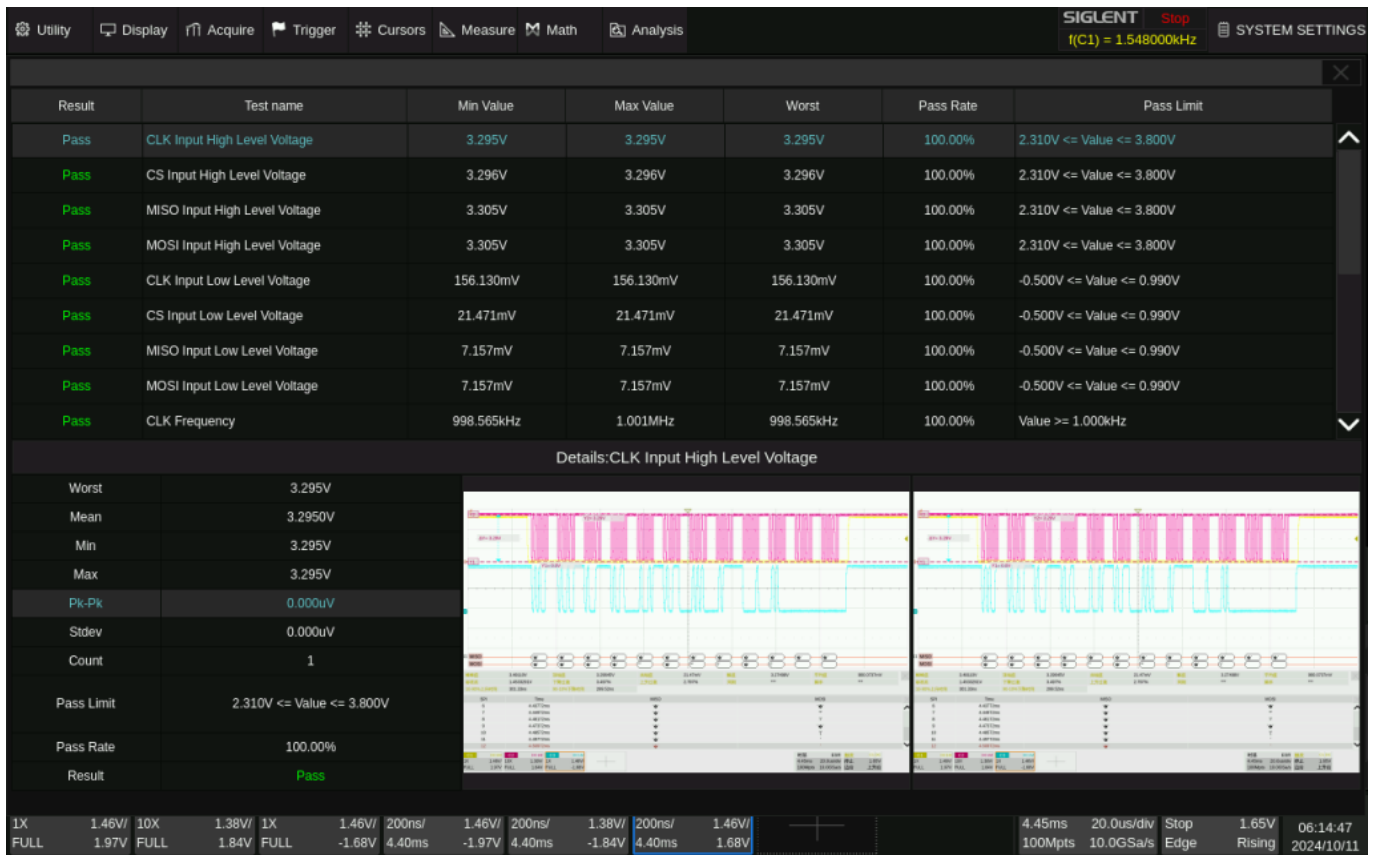 Utility Display Acquire Trigger Cursors Measure Math Analysis SIGLENT Stop SYSTEM SETTINGS
f(C1) = 1.548000kHz
Result Test name Min Value Max Value Worst Pass Rate Pass Limit
Pass CLK Input High Level Voltage 3.295V 3.295V 3.295V 100.00% 2.310V <= Value <= 3.800V
Pass CS Input High Level Voltage 3.296V 3.296V 3.296V 100.00% 2.310V <= Value <= 3.800V
Pass MISO Input High Level Voltage 3.305V 3.305V 3.305V 100.00% 2.310V <= Value <= 3.800V
Pass MOSI Input High Level Voltage 3.305V 3.305V 3.305V 100.00% 2.310V <= Value <= 3.800V
Pass CLK Input Low Level Voltage 156.130mV 156.130mV 156.130mV 100.00% -0.500V <= Value <= 0.990V
Pass CS Input Low Level Voltage 21.471mV 21.471mV 21.471mV 100.00% -0.500V <= Value <= 0.990V
Pass MISO Input Low Level Voltage 7.157mV 7.157mV 7.157mV 100.00% -0.500V <= Value <= 0.990V
Pass MOSI Input Low Level Voltage 7.157mV 7.157mV 7.157mV 100.00% -0.500V <= Value <= 0.990V
Pass CLK Frequency 998.565kHz 1.001MHz 998.565kHz 100.00% Value >= 1.000kHz
Details:CLK Input High Level Voltage
Worst 3.295V
Mean 3.2950V
Min 3.295V
Max 3.295V
Pk-Pk 0.000uV
Stdev 0.000uV
Count 1
Pass Limit 2.310V <= Value <= 3.800V
Pass Rate 100.00%
Result Pass
1X 1.46V/ 10X 1.38V/ 1X 1.46V/ 200ns/ 1.46V/ 200ns/ 1.38V/ 200ns/ 1.46V/ 4.45ms 20.0us/div Stop 1.65V 06:14:47
FULL 1.97V FULL 1.84V FULL -1.68V 4.40ms -1.97V 4.40ms -1.84V 4.40ms 1.68V 100Mpts 10.0GSa/s Edge Rising 2024/10/11